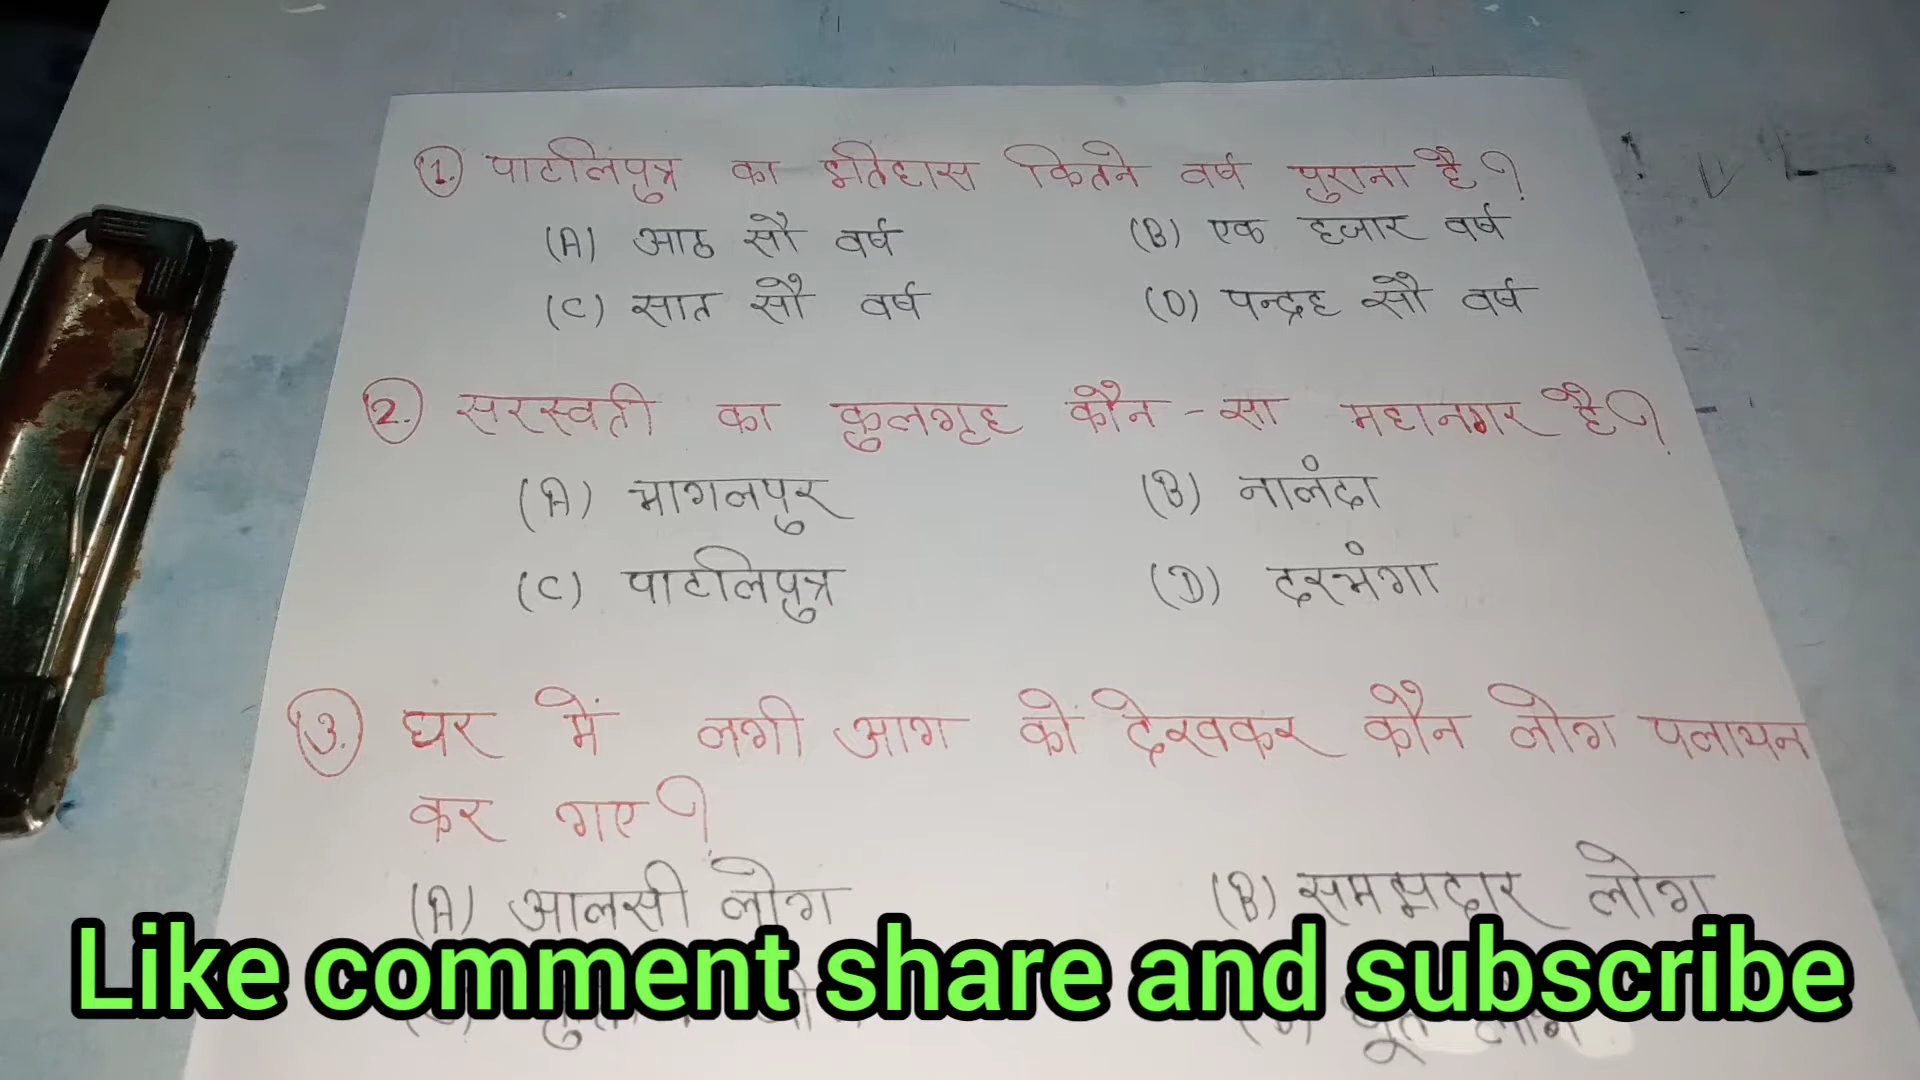 1. पाटलिपुत्र का इतिहास कितने वर्ष पुराना है?
(A) आठ सौ वर्ष (B) एक हजार वर्ष
(C) सात सौ वर्ष (D) पन्द्रह सौ वर्ष
2. सरस्वती का कुलगृह कौन-सा महानगर है?
(A) भागलपुर (B) नालंदा
(C) पाटलिपुत्र (D) दरभंगा
3. घर में लगी आग को देखकर कौन लोग पलायन
कर गए?
(A) आलसी लोग (B) समझदार लोग
Like comment share and subscribe
धूर्त लोग